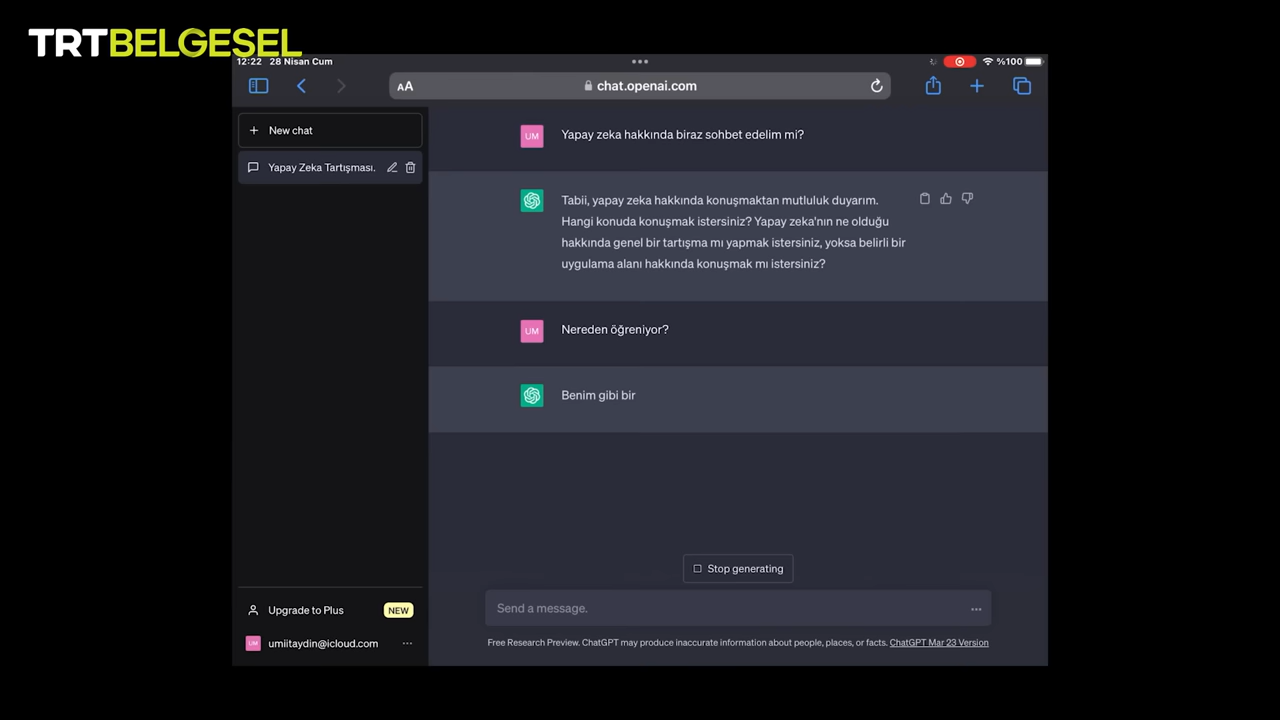 TRTBELGESEL
12:22 28 Nisan Cum
%100
AA
chat.openai.com
New chat
Yapay Zeka Tartışması.
UM
Yapay zeka hakkında biraz sohbet edelim mi?
Tabii, yapay zeka hakkında konuşmaktan mutluluk duyarım.
Hangi konuda konuşmak istersiniz? Yapay zeka'nın ne olduğu
hakkında genel bir tartışma mı yapmak istersiniz, yoksa belirli bir
uygulama alanı hakkında konuşmak mı istersiniz?
UM
Nereden öğreniyor?
Benim gibi bir
Stop generating
Send a message.
Free Research Preview. ChatGPT may produce inaccurate information about people, places, or facts. ChatGPT Mar 23 Version
Upgrade to Plus
NEW
UM
umiitaydin@icloud.com